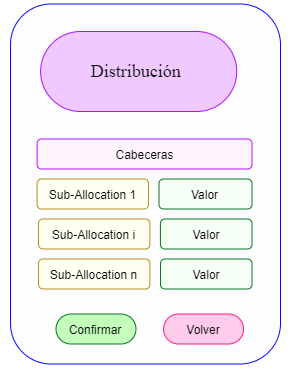 Distribución
Cabeceras
Sub-Allocation 1 Valor
Sub-Allocation i Valor
Sub-Allocation n Valor
Confirmar Volver